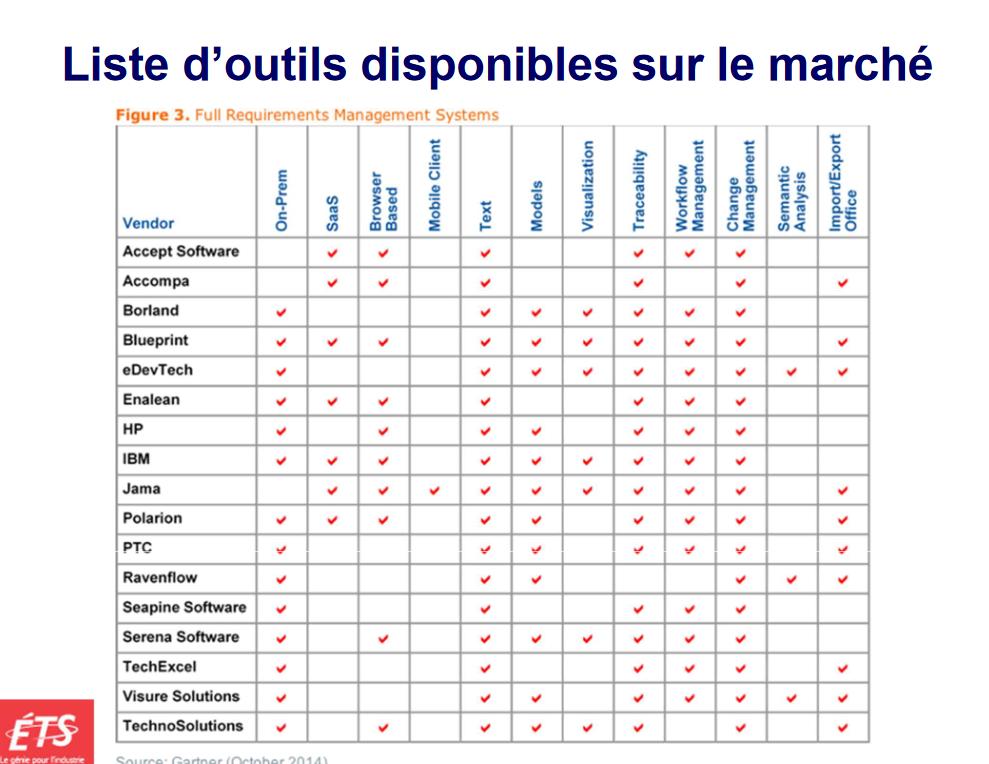 Liste d’outils disponibles sur le marché
Figure 3. Full Requirements Management Systems
Vendor
On-Prem
SaaS
Browser
Based
Mobile Client
Text
Models
Visualization
Traceability
Workflow
Management
Change
Management
Semantic
Analysis
Import/Export
Office
Accept Software ✓ ✓ ✓ ✓ ✓ ✓
Accompa ✓ ✓ ✓ ✓ ✓ ✓
Borland ✓ ✓ ✓ ✓ ✓ ✓ ✓
Blueprint ✓ ✓ ✓ ✓ ✓ ✓ ✓ ✓ ✓ ✓
eDevTech ✓ ✓ ✓ ✓ ✓ ✓ ✓ ✓ ✓
Enalean ✓ ✓ ✓ ✓ ✓ ✓ ✓
HP ✓ ✓ ✓ ✓ ✓ ✓ ✓
IBM ✓ ✓ ✓ ✓ ✓ ✓ ✓ ✓ ✓
Jama ✓ ✓ ✓ ✓ ✓ ✓ ✓ ✓ ✓ ✓
Polarion ✓ ✓ ✓ ✓ ✓ ✓ ✓ ✓ ✓
PTC ✓ ✓ ✓ ✓ ✓ ✓ ✓
Ravenflow ✓ ✓ ✓ ✓ ✓ ✓
Seapine Software ✓ ✓ ✓ ✓ ✓
Serena Software ✓ ✓ ✓ ✓ ✓ ✓ ✓ ✓
TechExcel ✓ ✓ ✓ ✓ ✓ ✓
Visure Solutions ✓ ✓ ✓ ✓ ✓ ✓ ✓ ✓
TechnoSolutions ✓ ✓ ✓ ✓ ✓ ✓ ✓ ✓
Source: Gartner (October 2014)
ÉTS
Le génie pour l'industrie